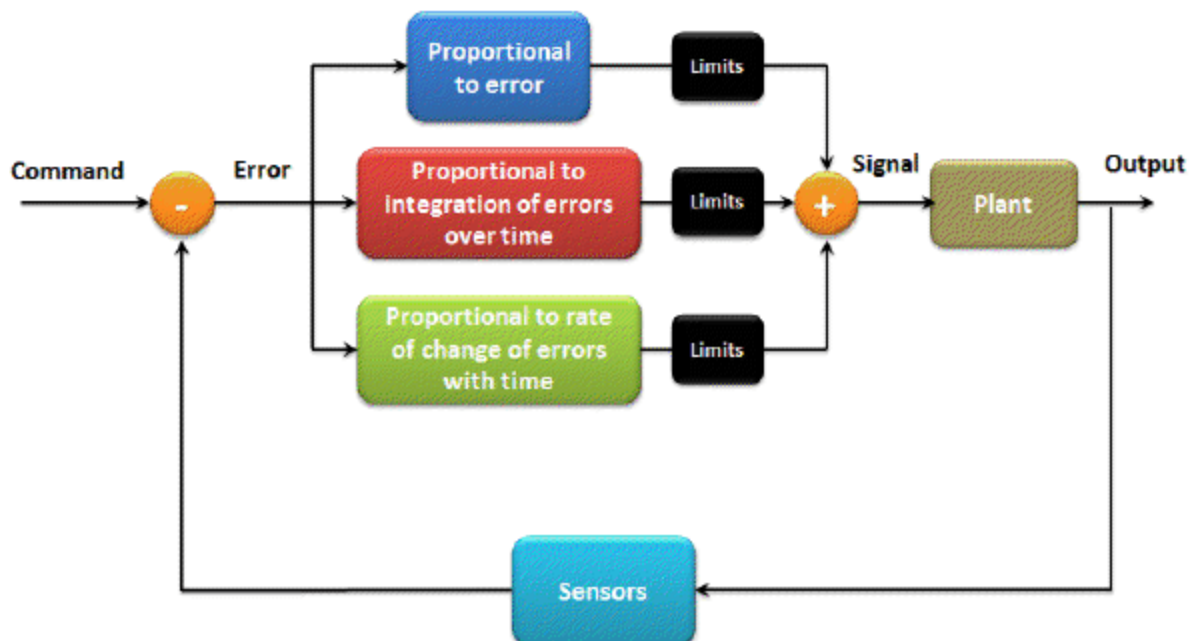 Proportional
to error
Limits
Command
Error
Proportional to
integration of errors
over time
Limits
Signal
Plant
Output
-
+
Proportional to rate
of change of errors
with time
Limits
Sensors